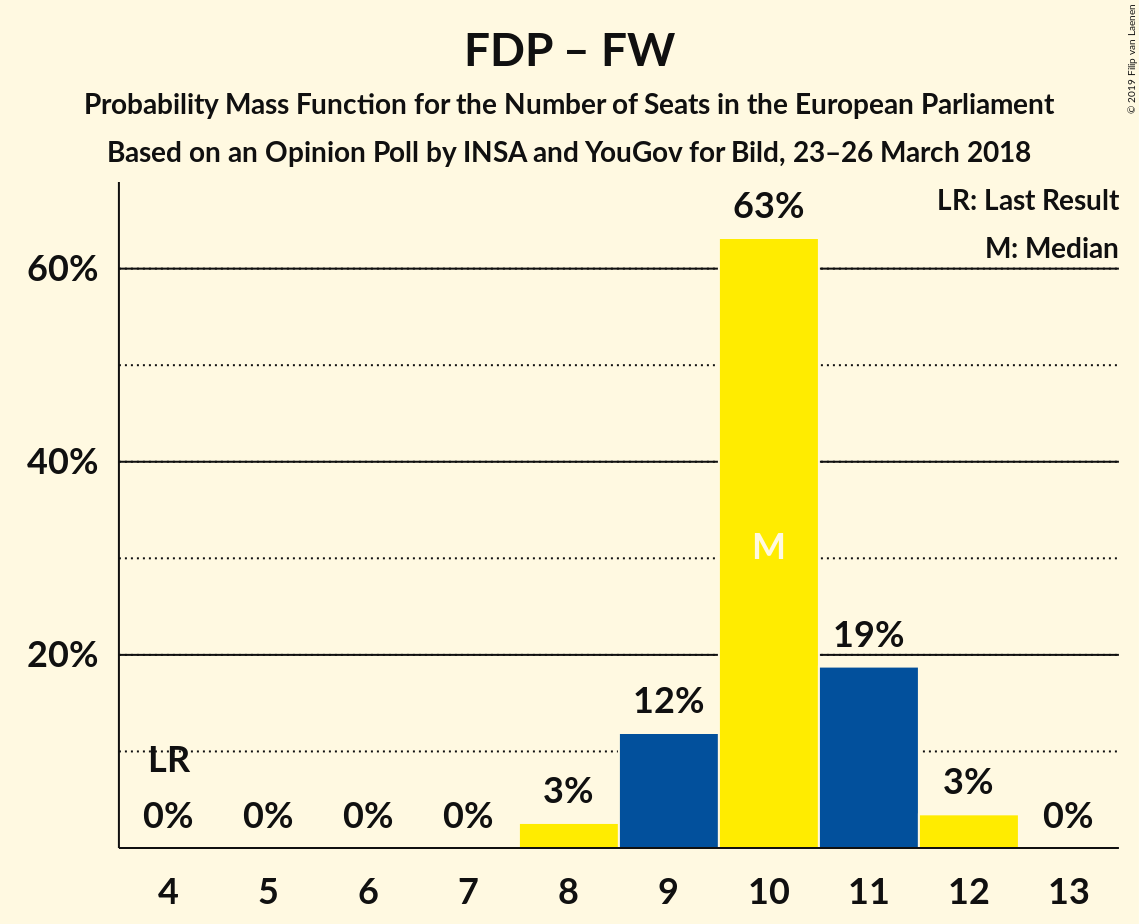 FDP – FW
Probability Mass Function for the Number of Seats in the European Parliament
Based on an Opinion Poll by INSA and YouGov for Bild, 23–26 March 2018
© 2019 Filip van Laenen
LR: Last Result
M: Median
63%
60%
40%
M
20%
19%
12%
LR
3%
3%
0%
0%
0%
0%
0%
4
5
6
7
8
9
10
11
12
13